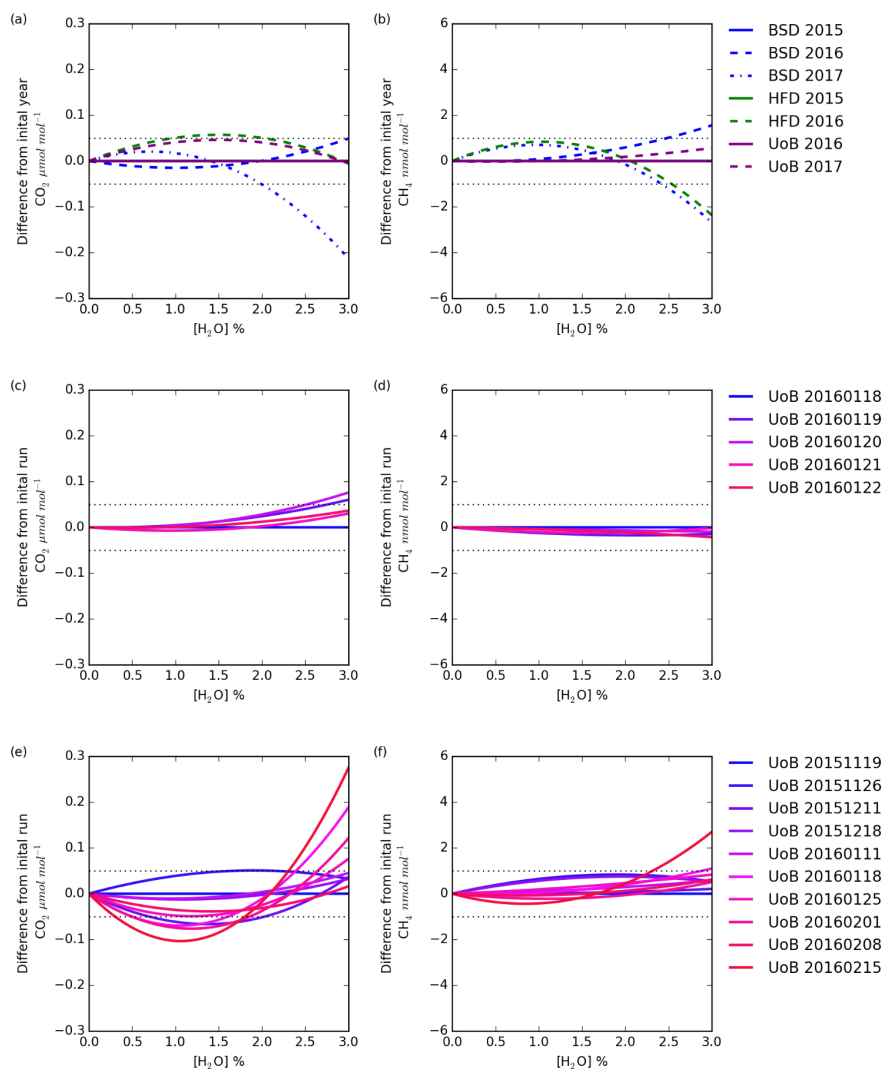 (a)
0.3
0.2
0.1
0.0
−0.1
−0.2
−0.3
Difference from inital year
CO₂ µmol mol⁻¹
0.0 0.5 1.0 1.5 2.0 2.5 3.0
[H₂O] %
(b)
6
4
2
0
−2
−4
−6
Difference from inital year
CH₄ nmol mol⁻¹
0.0 0.5 1.0 1.5 2.0 2.5 3.0
[H₂O] %
BSD 2015
BSD 2016
BSD 2017
HFD 2015
HFD 2016
UoB 2016
UoB 2017
(c)
0.3
0.2
0.1
0.0
−0.1
−0.2
−0.3
Difference from inital run
CO₂ µmol mol⁻¹
0.0 0.5 1.0 1.5 2.0 2.5 3.0
[H₂O] %
(d)
6
4
2
0
−2
−4
−6
Difference from inital run
CH₄ nmol mol⁻¹
0.0 0.5 1.0 1.5 2.0 2.5 3.0
[H₂O] %
UoB 20160118
UoB 20160119
UoB 20160120
UoB 20160121
UoB 20160122
(e)
0.3
0.2
0.1
0.0
−0.1
−0.2
−0.3
Difference from inital run
CO₂ µmol mol⁻¹
0.0 0.5 1.0 1.5 2.0 2.5 3.0
[H₂O] %
(f)
6
4
2
0
−2
−4
−6
Difference from inital run
CH₄ nmol mol⁻¹
0.0 0.5 1.0 1.5 2.0 2.5 3.0
[H₂O] %
UoB 20151119
UoB 20151126
UoB 20151211
UoB 20151218
UoB 20160111
UoB 20160118
UoB 20160125
UoB 20160201
UoB 20160208
UoB 20160215